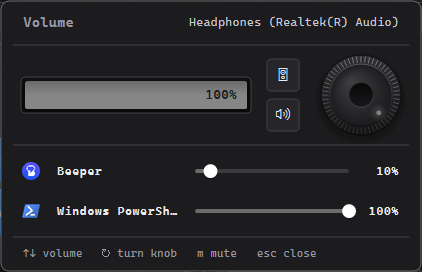 Volume Headphones (Realtek(R) Audio)
100%
Beeper 10%
Windows PowerSh… 100%
↑↓ volume ↻ turn knob m mute esc close